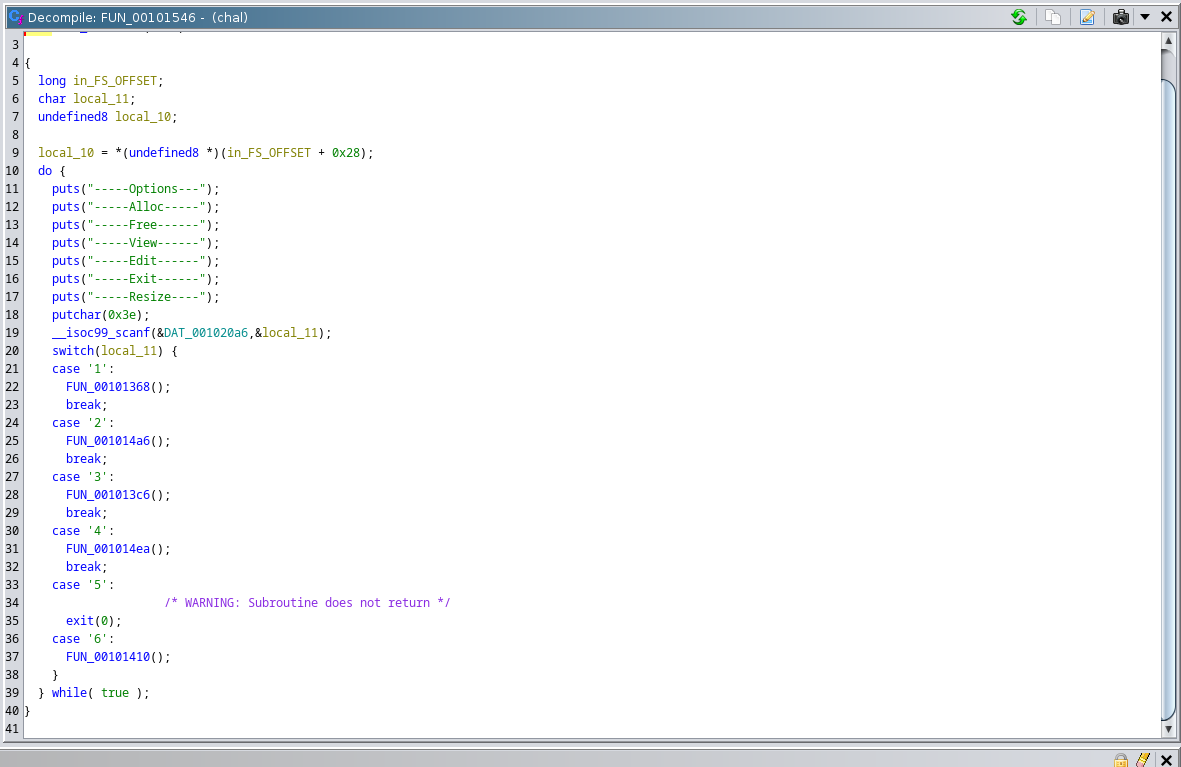 Decompile: FUN_00101546 - (chal)
3
4 {
5 long in_FS_OFFSET;
6 char local_11;
7 undefined8 local_10;
8
9 local_10 = *(undefined8 *)(in_FS_OFFSET + 0x28);
10 do {
11 puts("-----Options---");
12 puts("-----Alloc-----");
13 puts("-----Free------");
14 puts("-----View------");
15 puts("-----Edit------");
16 puts("-----Exit------");
17 puts("-----Resize----");
18 putchar(0x3e);
19 __isoc99_scanf(&DAT_001020a6,&local_11);
20 switch(local_11) {
21 case '1':
22 FUN_00101368();
23 break;
24 case '2':
25 FUN_001014a6();
26 break;
27 case '3':
28 FUN_001013c6();
29 break;
30 case '4':
31 FUN_001014ea();
32 break;
33 case '5':
34 /* WARNING: Subroutine does not return */
35 exit(0);
36 case '6':
37 FUN_00101410();
38 }
39 } while( true );
40 }
41